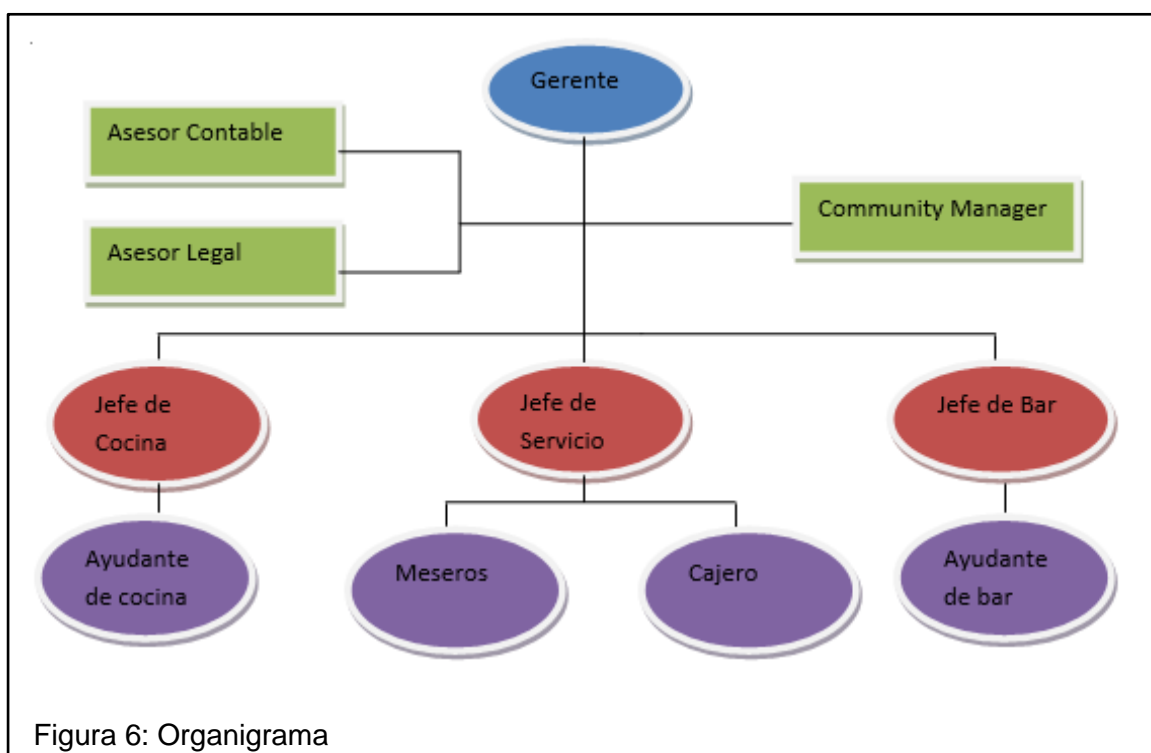 Gerente
Asesor Contable
Asesor Legal
Community Manager
Jefe de
Cocina
Jefe de
Servicio
Jefe de Bar
Ayudante
de cocina
Meseros
Cajero
Ayudante
de bar
Figura 6: Organigrama